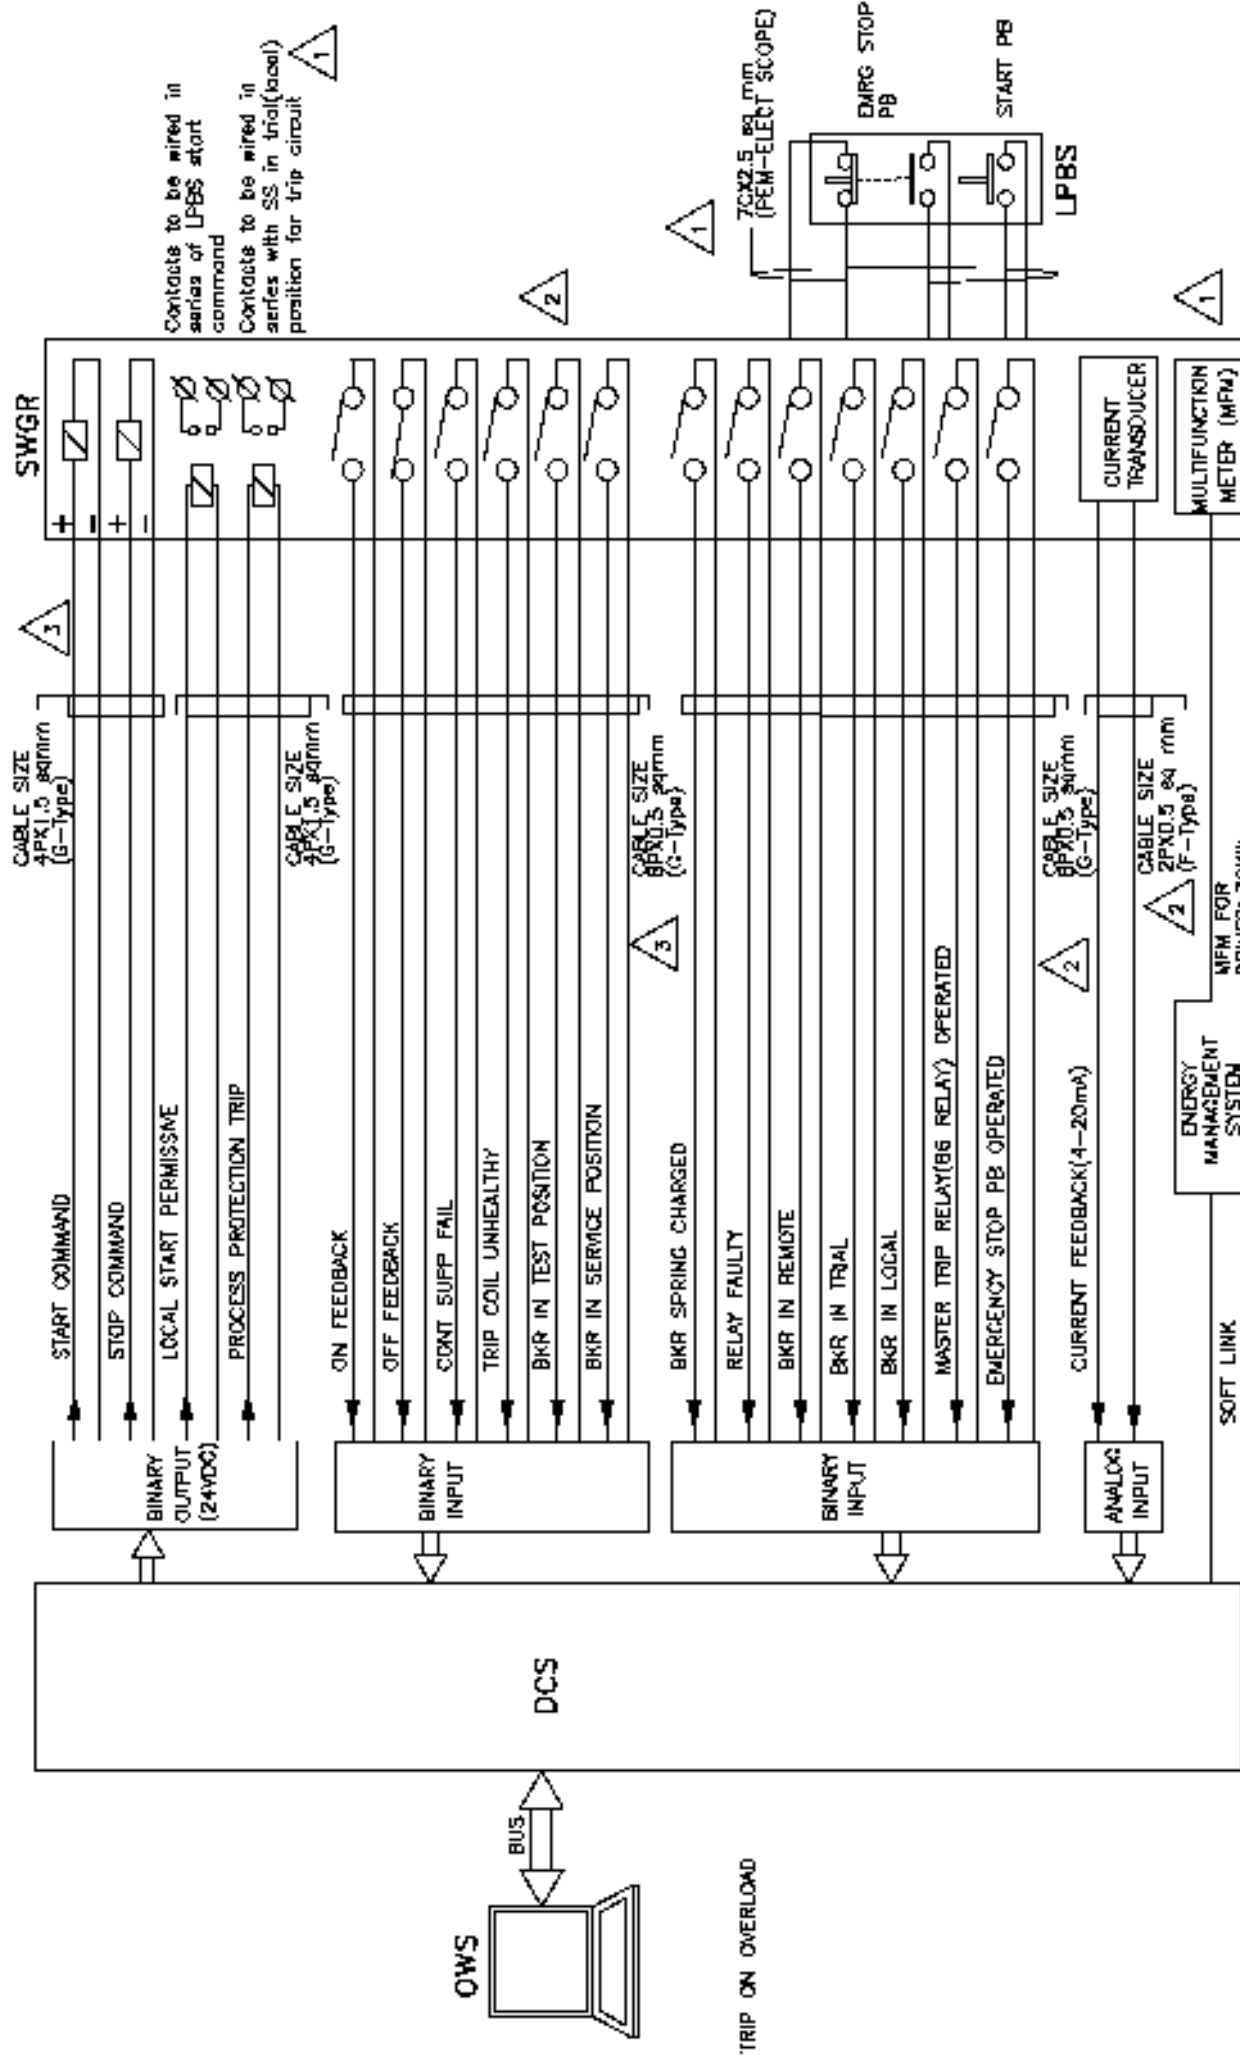 SWGR
+
-
+
-
Contacts to be wired in
series of LPBS start
command
Contacts to be wired in
series with SS in trial(local)
position for trip circuit
1
3
CABLE SIZE
4PX1.5 sqmm
(G-Type)
START COMMAND
STOP COMMAND
LOCAL START PERMISSIVE
PROCESS PROTECTION TRIP
BINARY
OUTPUT
(24VDC)
CABLE SIZE
4PX1.5 sqmm
(G-Type)
2
ON FEEDBACK
OFF FEEDBACK
CONT SUPP FAIL
TRIP COIL UNHEALTHY
BKR IN TEST POSITION
BKR IN SERVICE POSITION
BINARY
INPUT
CABLE SIZE
8PX0.5 sqmm
(G-Type)
3
1
7CX2.5 sq mm
(PEM-ELECT SCOPE)
EMRG STOP
PB
START PB
LPBS
BKR SPRING CHARGED
RELAY FAULTY
BKR IN REMOTE
BKR IN TRIAL
BKR IN LOCAL
MASTER TRIP RELAY(86 RELAY) OPERATED
EMERGENCY STOP PB OPERATED
BINARY
INPUT
CABLE SIZE
8PX0.5 sqmm
(G-Type)
2
CURRENT
TRANSDUCER
CURRENT FEEDBACK(4-20mA)
ANALOG
INPUT
CABLE SIZE
2PX0.5 sq mm
(F-Type)
2
1
MULTIFUNCTION
METER (MFM)
MFM FOR
ENERGY
MANAGEMENT
SYSTEM
SOFT LINK
DCS
BUS
OWS
TRIP ON OVERLOAD